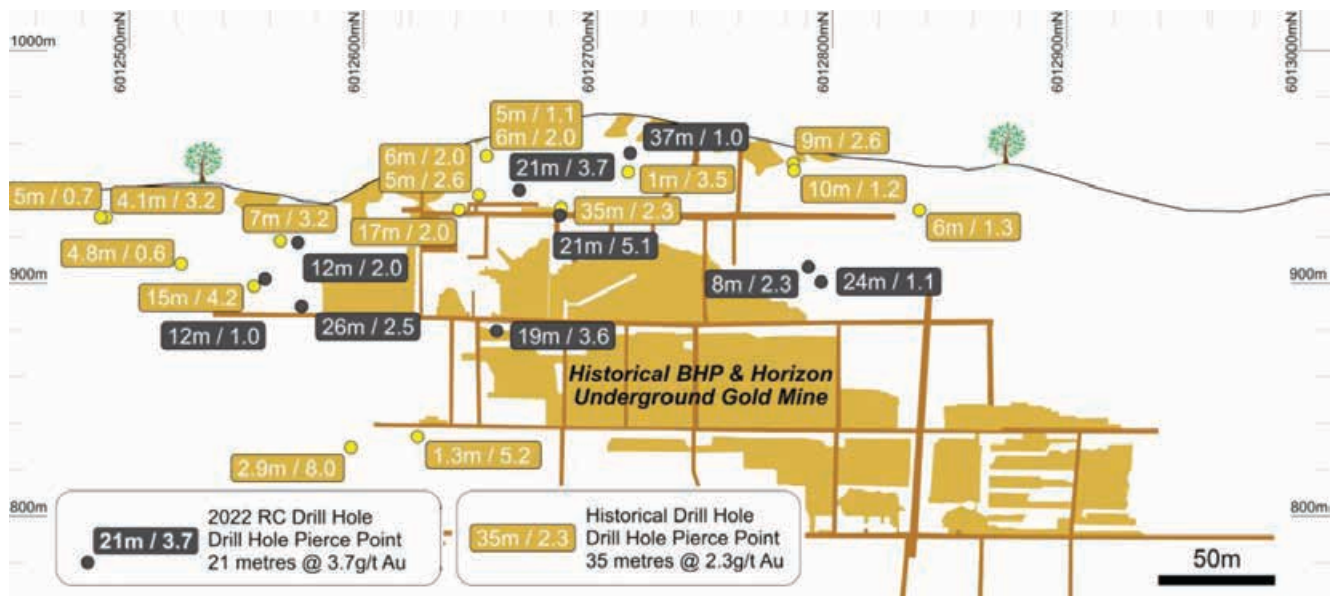 6012500mN
6012600mN
6012700mN
6012800mN
6012900mN
6013000mN
1000m
5m / 1.1
6m / 2.0
37m / 1.0
9m / 2.6
6m / 2.0
5m / 2.6
21m / 3.7
1m / 3.5
10m / 1.2
5m / 0.7
4.1m / 3.2
7m / 3.2
17m / 2.0
35m / 2.3
6m / 1.3
4.8m / 0.6
12m / 2.0
21m / 5.1
900m
15m / 4.2
8m / 2.3
24m / 1.1
900m
12m / 1.0
26m / 2.5
19m / 3.6
Historical BHP & Horizon
Underground Gold Mine
2.9m / 8.0
1.3m / 5.2
800m
21m / 3.7
2022 RC Drill Hole
Drill Hole Pierce Point
21 metres @ 3.7g/t Au
35m / 2.3
Historical Drill Hole
Drill Hole Pierce Point
35 metres @ 2.3g/t Au
800m
50m